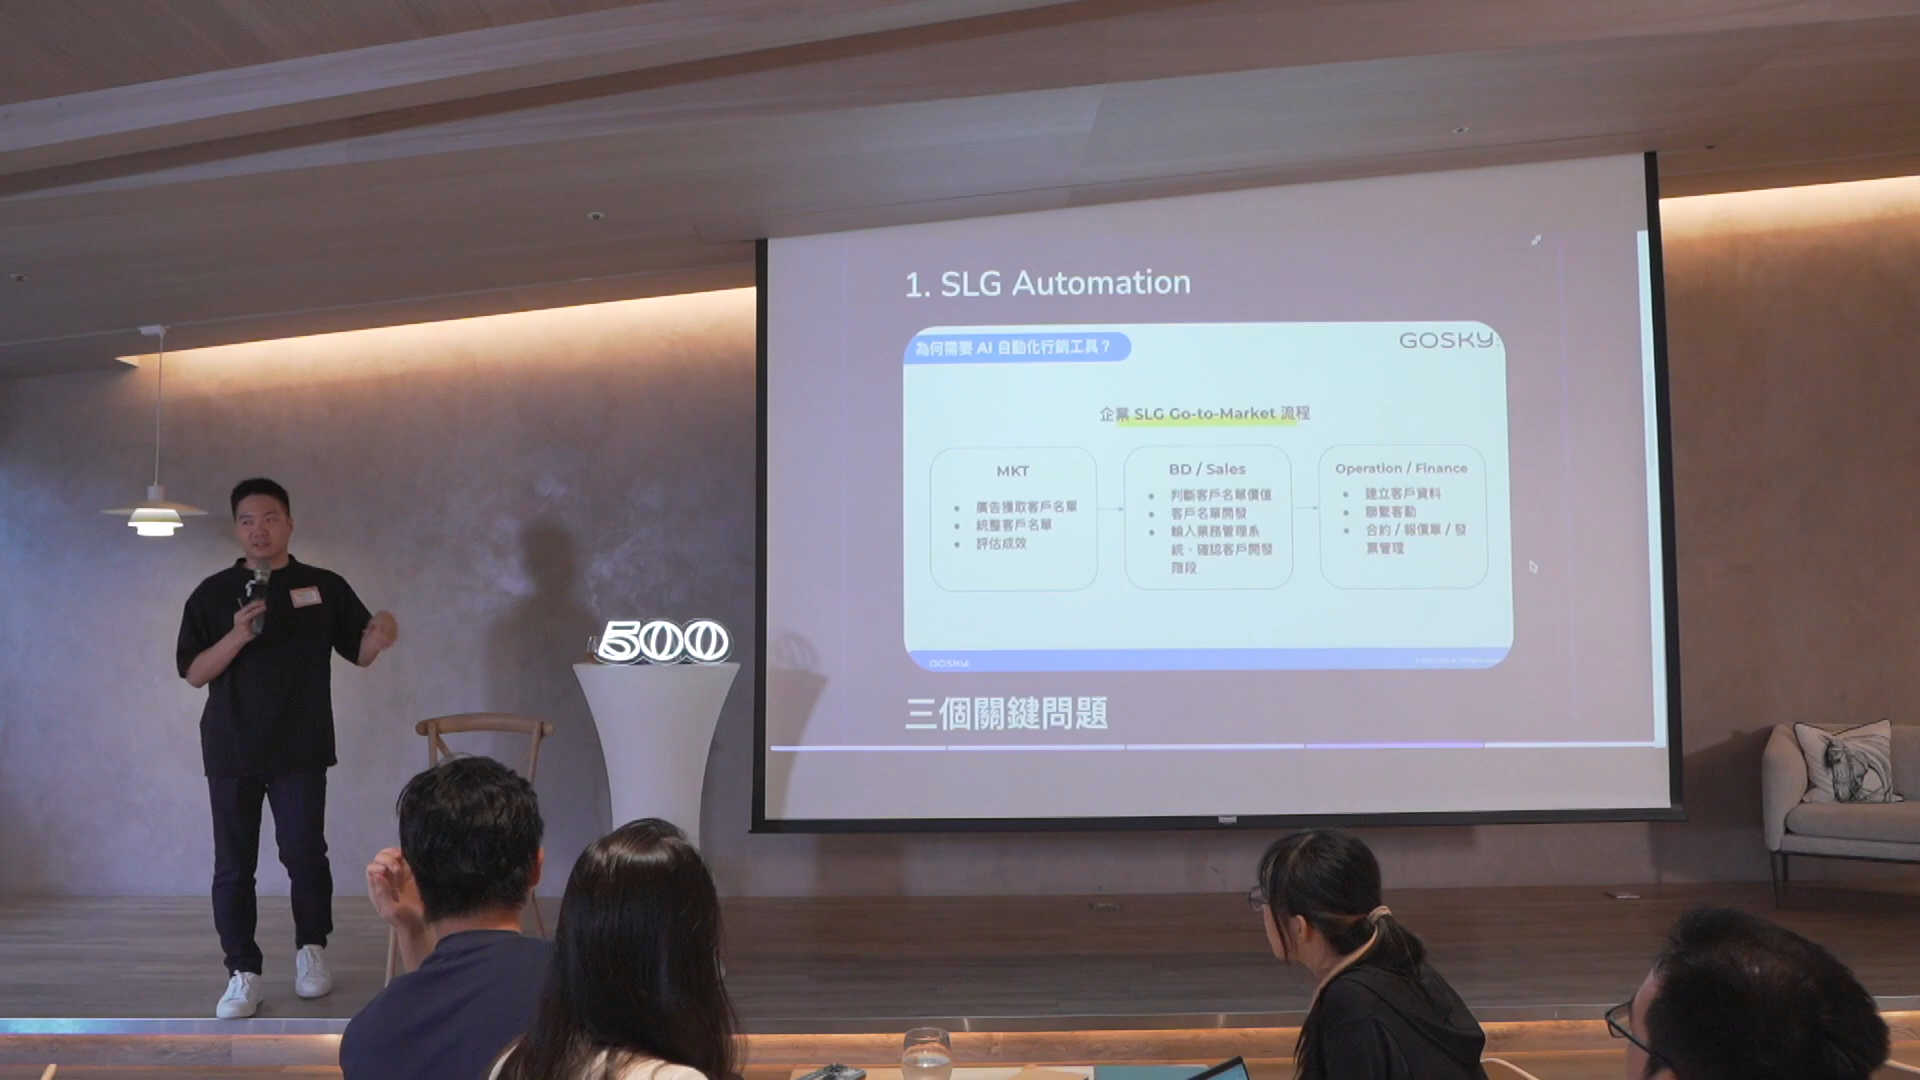 1. SLG Automation
為何需要 AI 自動化行銷工具？
GOSKY:
企業 SLG Go-to-Market 流程
MKT
• 廣告獲取客戶名單
• 統整客戶名單
• 評估成效
BD / Sales
• 判斷客戶名單價值
• 客戶名單開發
• 輸入業務管理系
統、確認客戶開發
階段
Operation / Finance
• 建立客戶資料
• 聯繫客勤
• 合約 / 報價單 / 發
票管理
GOSKY:
三個關鍵問題
500